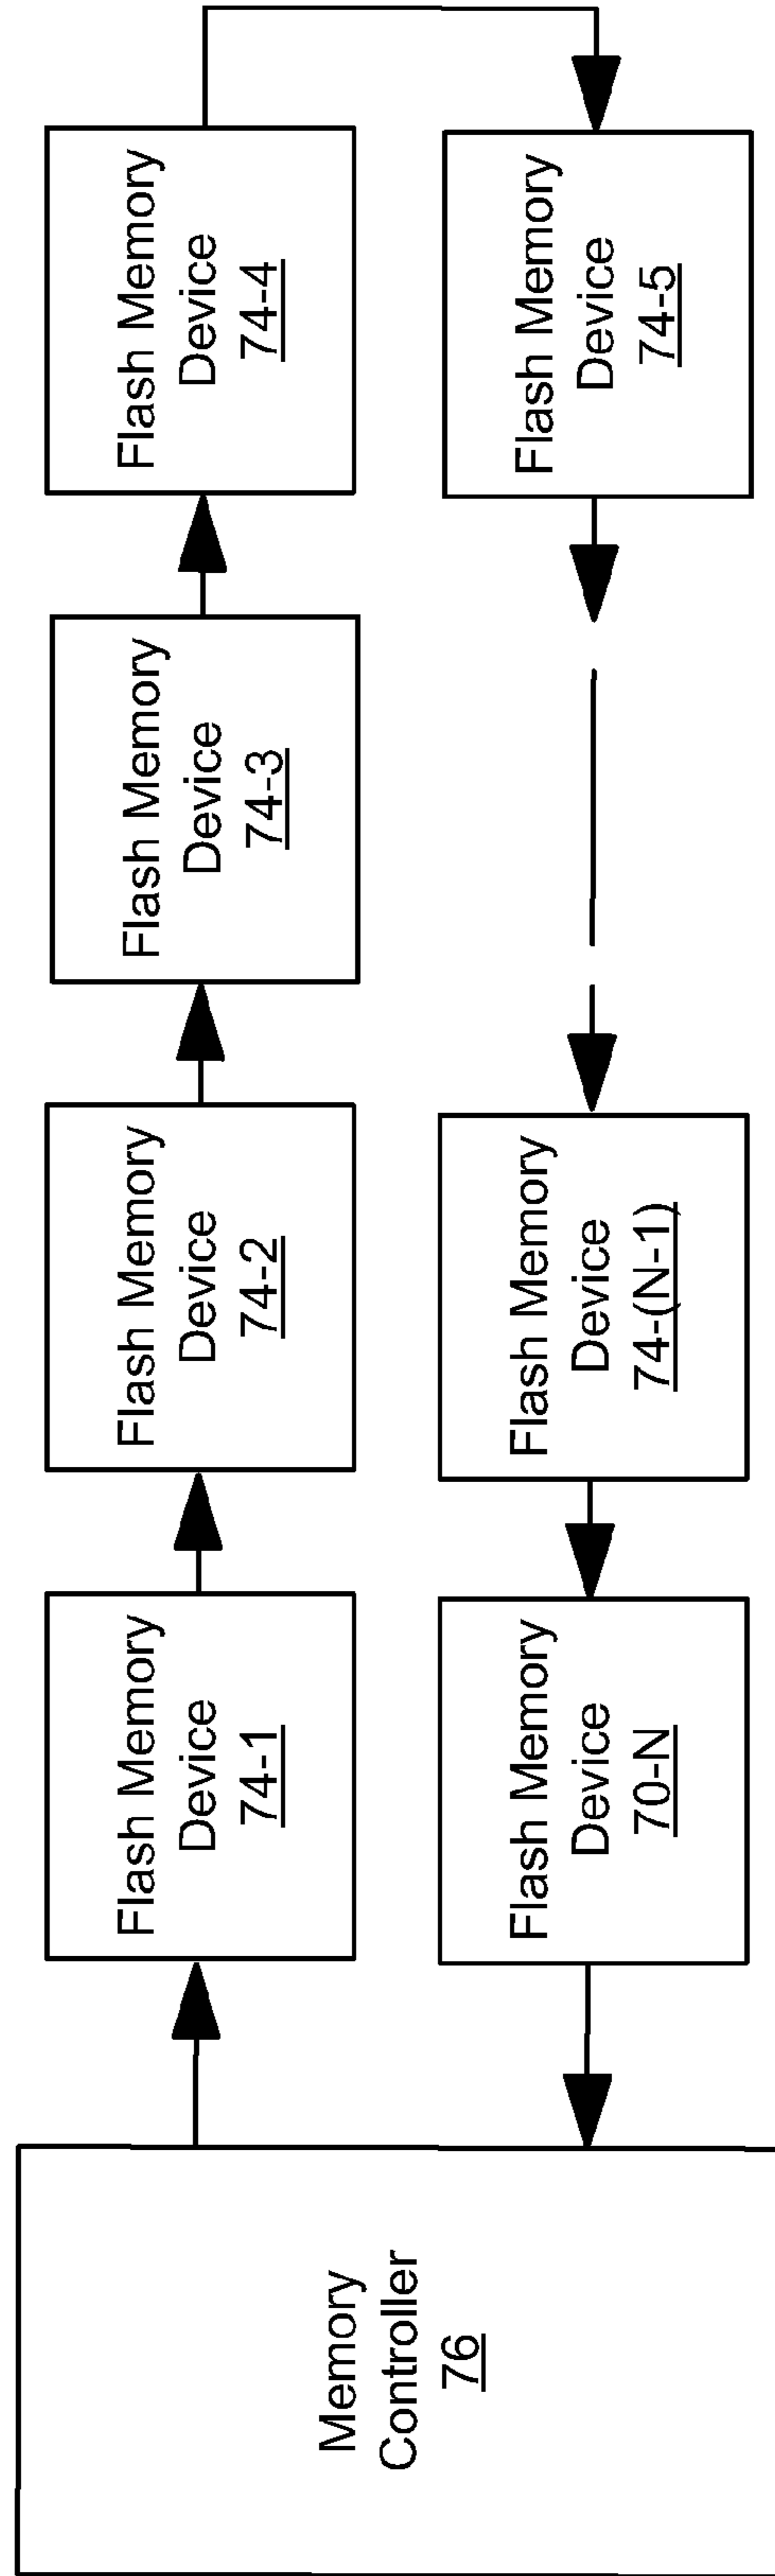 Memory
Controller
76
Flash Memory
Device
74-1
Flash Memory
Device
74-2
Flash Memory
Device
74-3
Flash Memory
Device
74-4
Flash Memory
Device
74-5
Flash Memory
Device
74-(N-1)
Flash Memory
Device
70-N